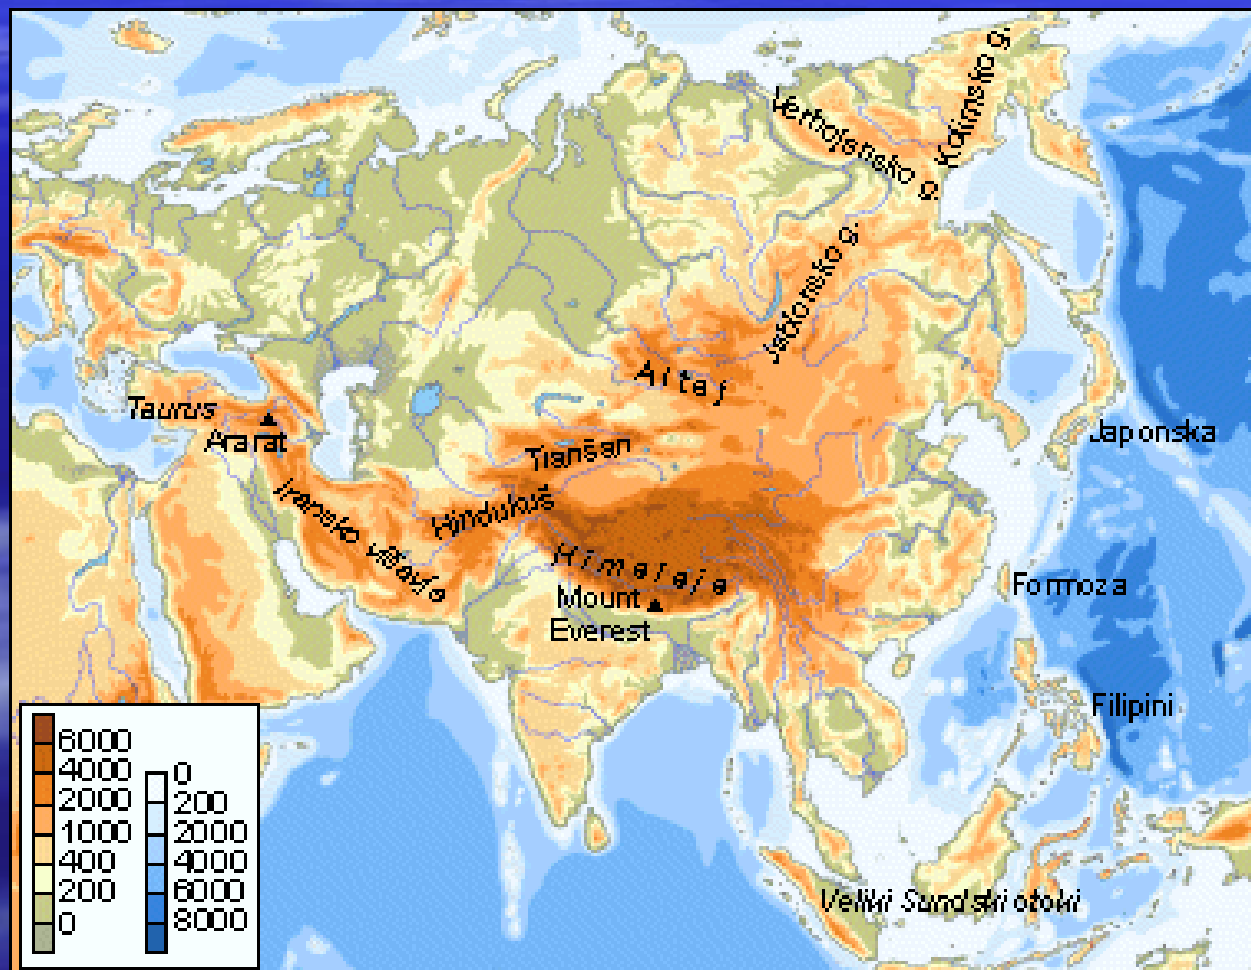 Verhojansko g.
Kolimsko g.
Jablonsko g.
Altaj
Taurus
Ararat
Tianšan
Japonska
Iransko višavje
Hindukuš
Himalaja
Mount
Everest
Formoza
Filipini
Veliki Sundski otoki
6000
4000
2000
1000
400
200
0
0
200
2000
4000
6000
8000